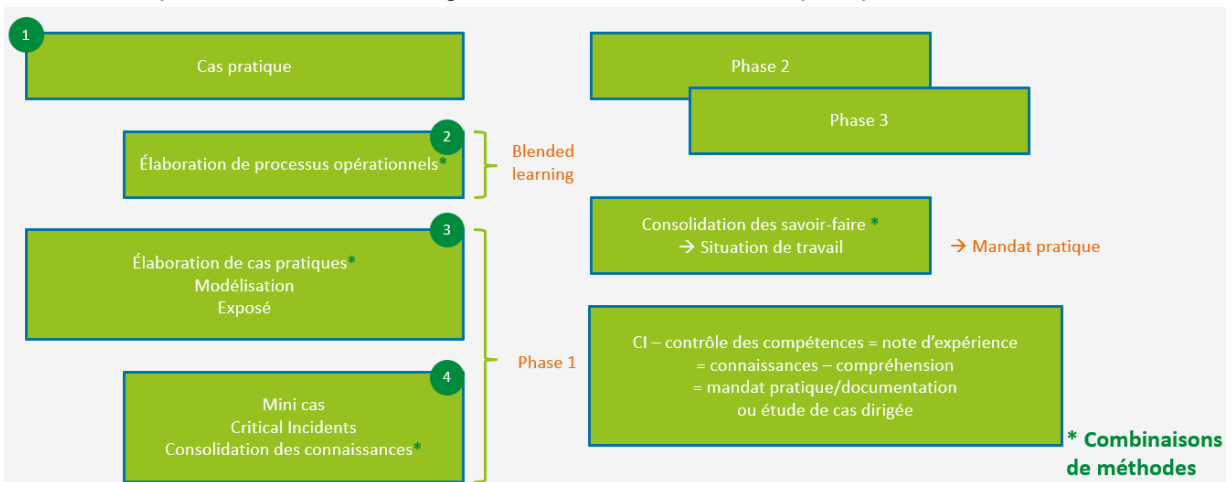 1
Cas pratique
2
Élaboration de processus opérationnels*
Blended
learning
3
Élaboration de cas pratiques*
Modélisation
Exposé
4
Mini cas
Critical Incidents
Consolidation des connaissances*
Phase 1
Phase 2
Phase 3
Consolidation des savoir-faire *
→ Situation de travail
→ Mandat pratique
CI – contrôle des compétences = note d’expérience
= connaissances – compréhension
= mandat pratique/documentation
ou étude de cas dirigée
* Combinaisons
de méthodes